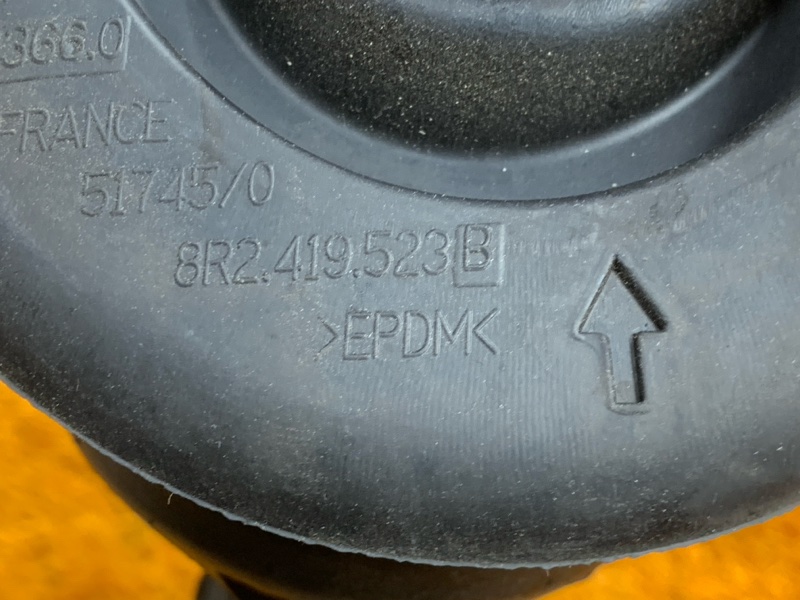 366.0
FRANCE
51745/0
8R2.419.523 B
>EPDM<